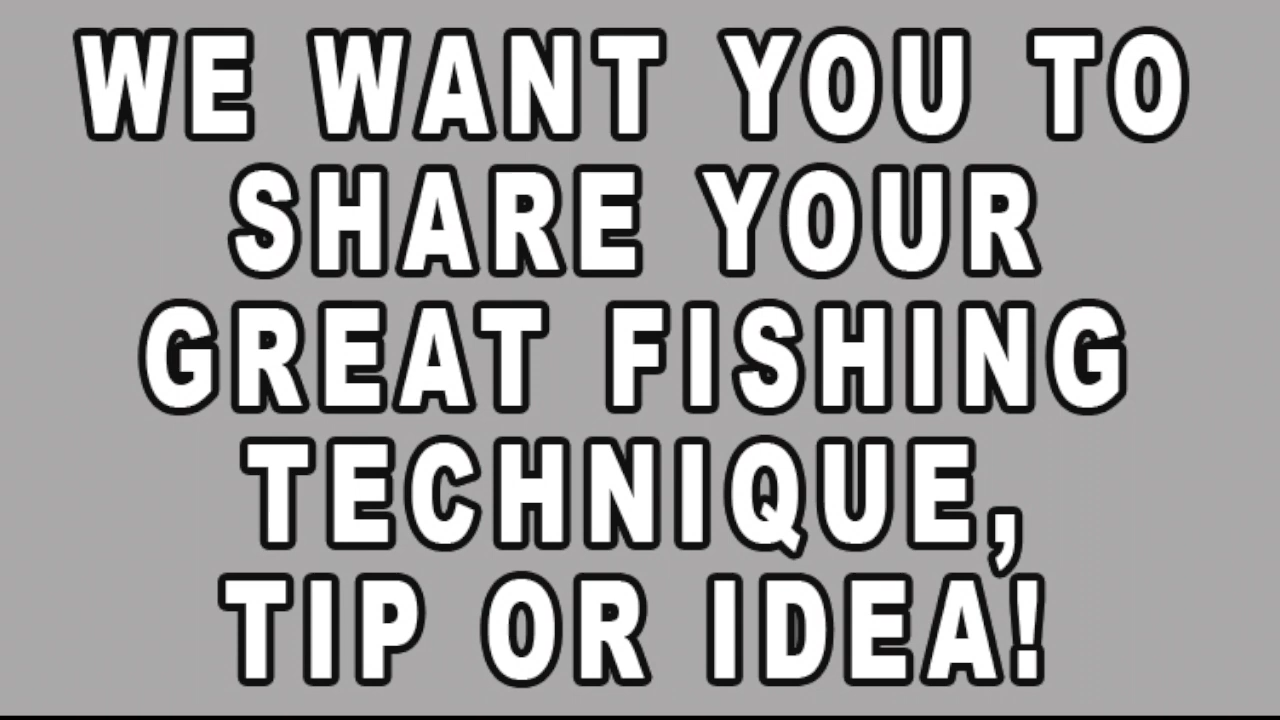 WE WANT YOU TO
SHARE YOUR
GREAT FISHING
TECHNIQUE,
TIP OR IDEA!